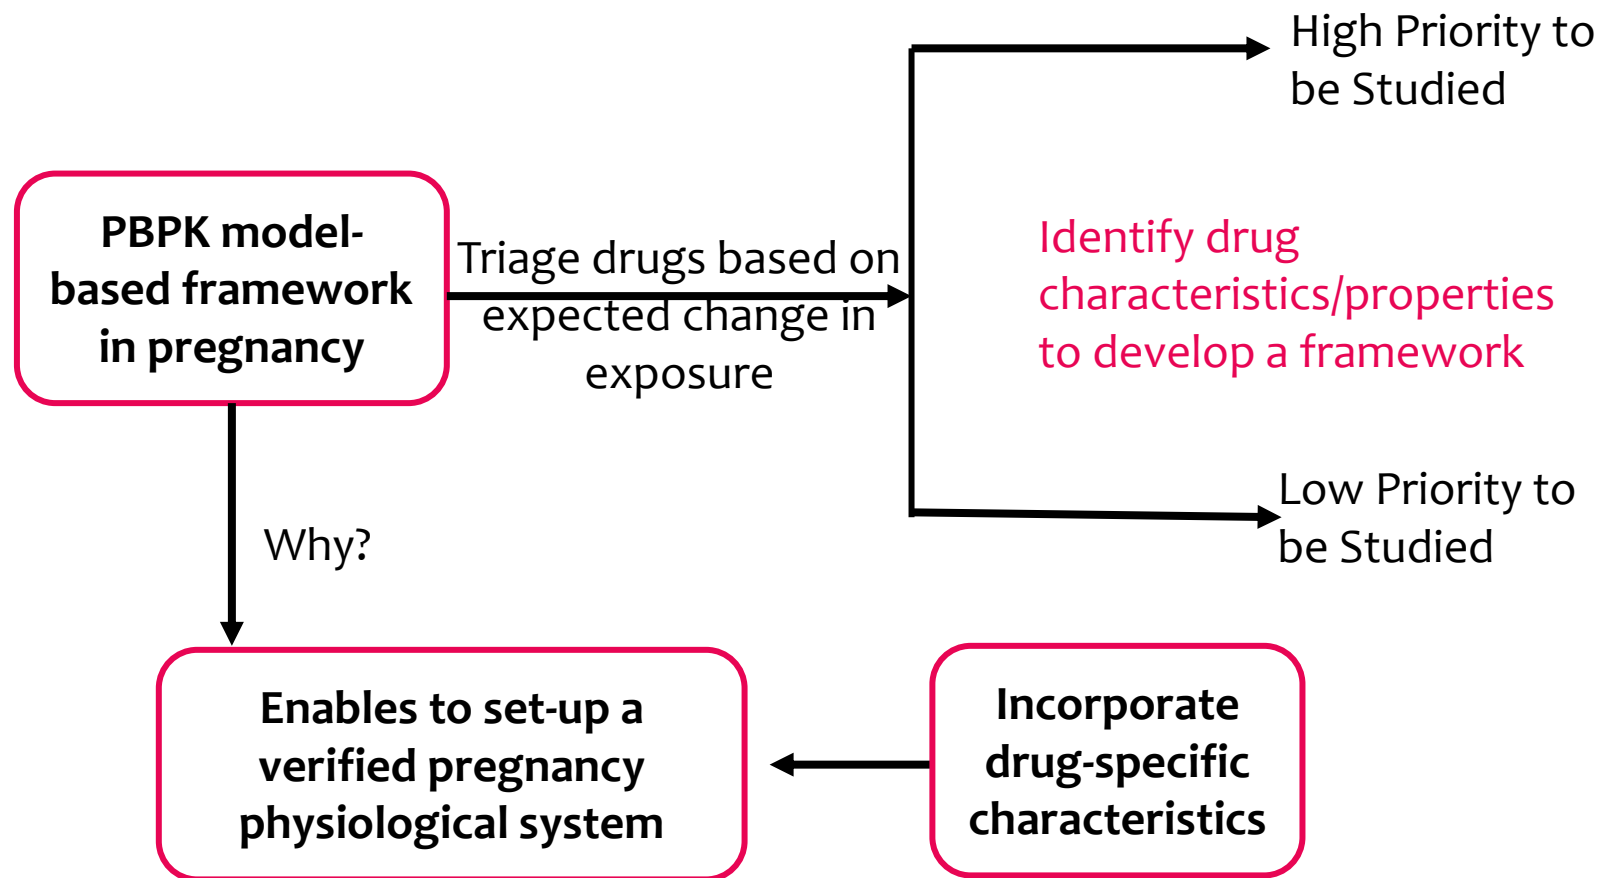 High Priority to
be Studied
PBPK model-
based framework
in pregnancy
Triage drugs based on
expected change in
exposure
Identify drug
characteristics/properties
to develop a framework
Low Priority to
be Studied
Why?
Enables to set-up a
verified pregnancy
physiological system
Incorporate
drug-specific
characteristics